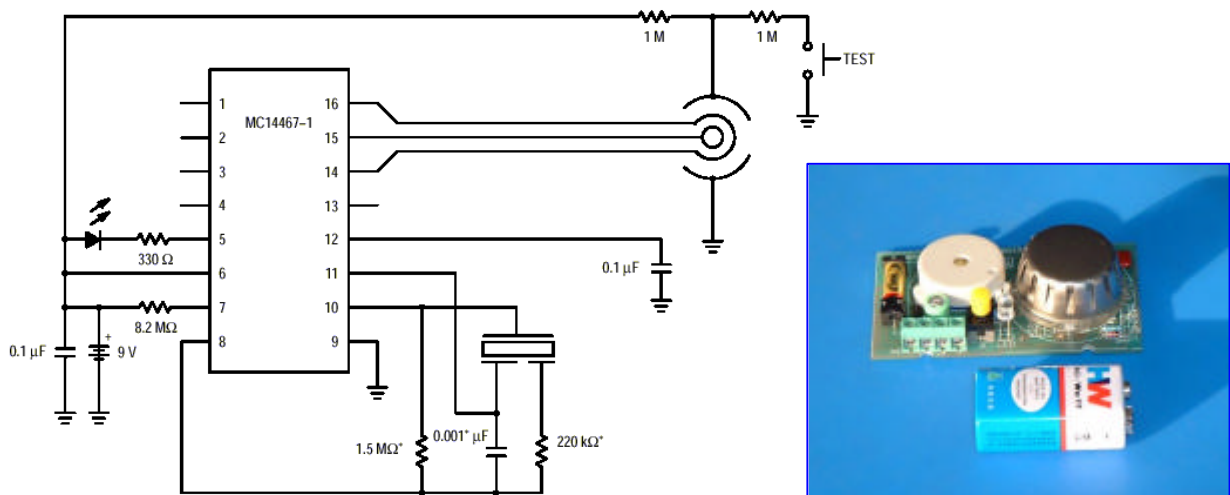 1 M
1 M
TEST
MC14467–1
1
16
2
15
3
14
4
13
5
12
330 Ω
6
11
0.1 µF
7
10
8.2 MΩ
8
9
0.1 µF
+
9 V
1.5 MΩ*
0.001* µF
220 kΩ*
HW